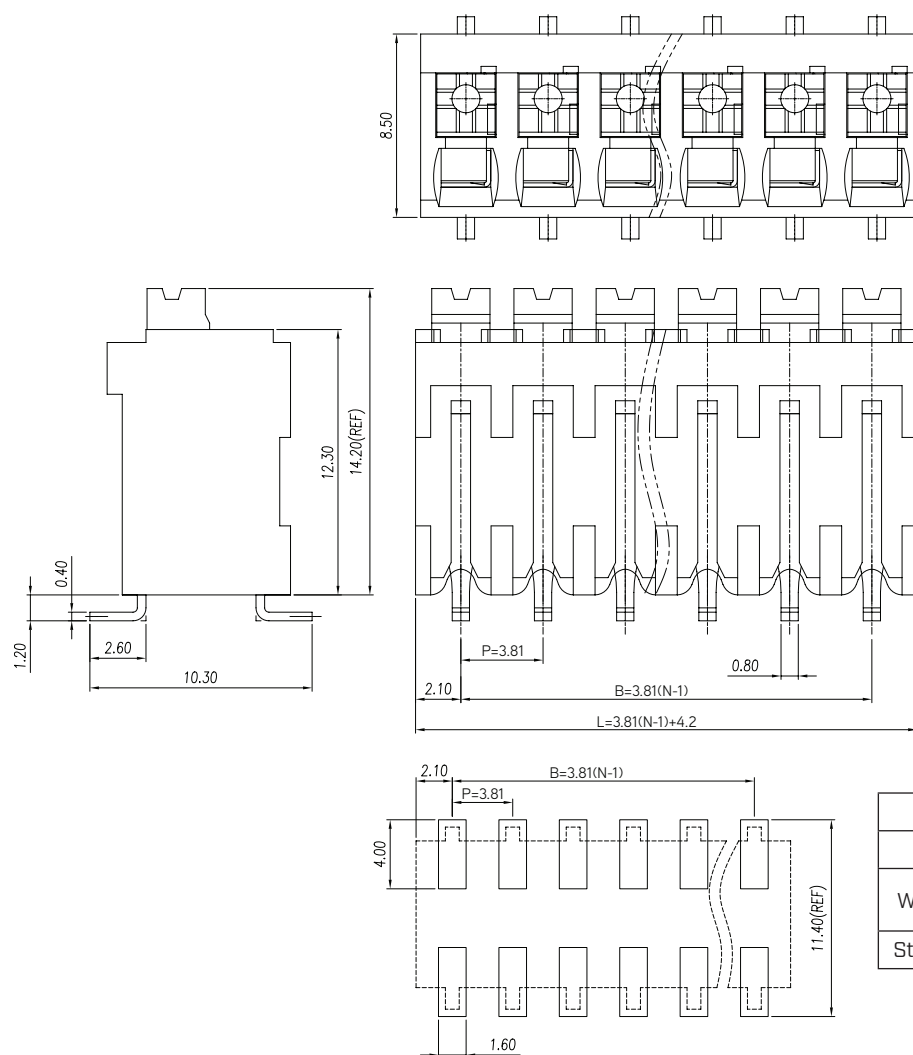 8.50
14.20(REF)
12.30
0.40
1.20
2.60
10.30
P=3.81
0.80
2.10
B=3.81(N-1)
L=3.81(N-1)+4.2
2.10
B=3.81(N-1)
P=3.81
4.00
11.40(REF)
1.60
W
St